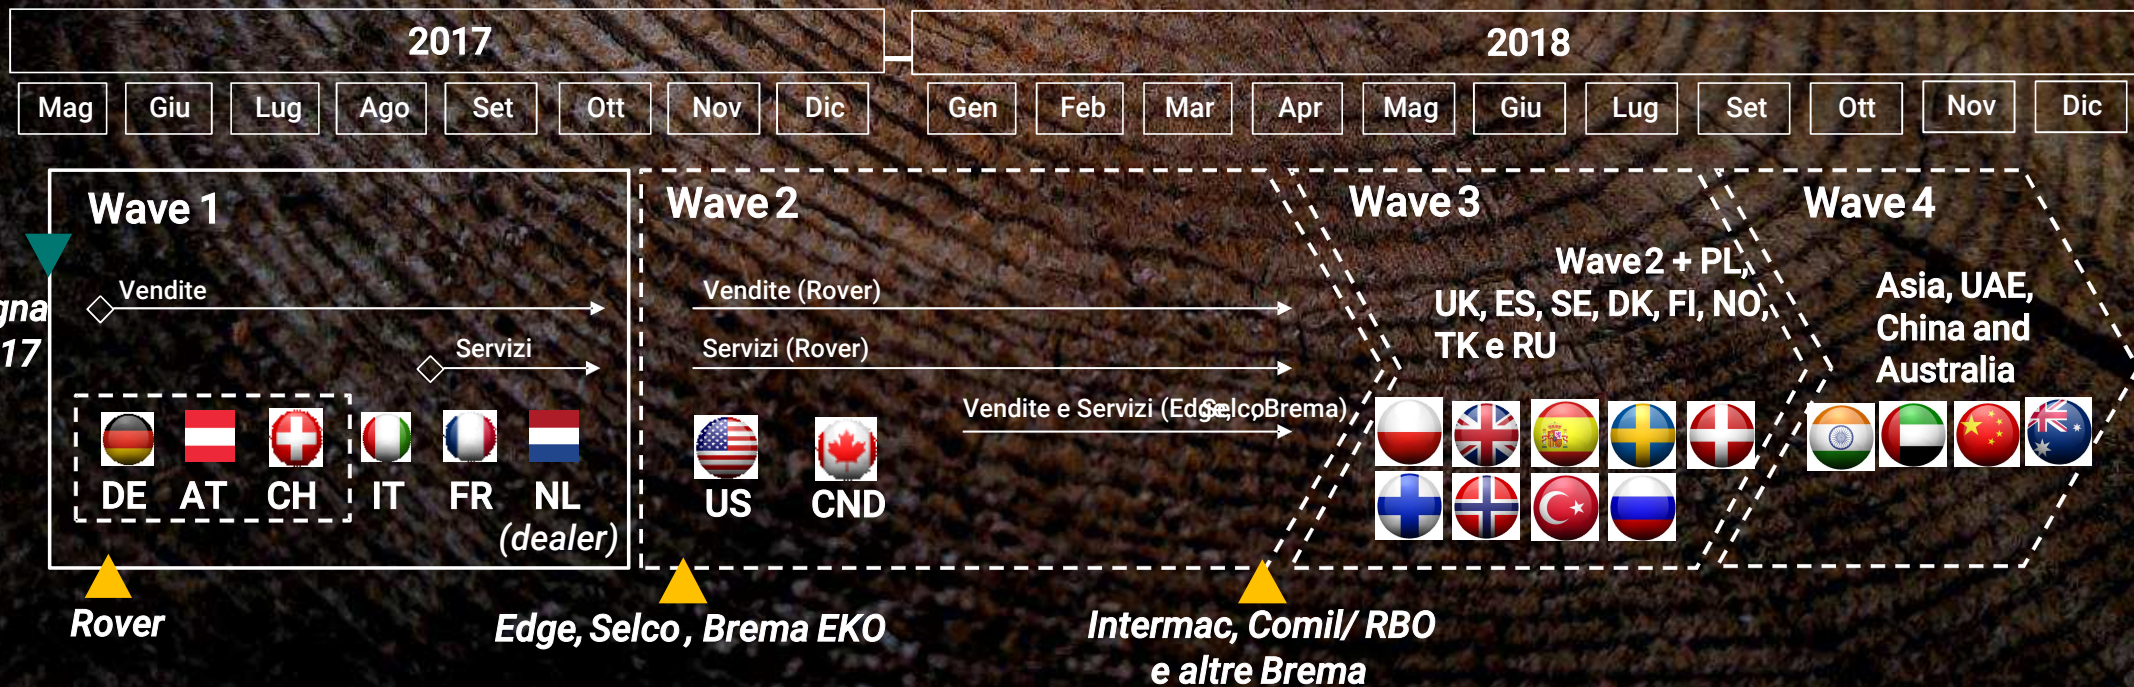 2017
2018
Mag Giu Lug Ago Set Ott Nov Dic Gen Feb Mar Apr Mag Giu Lug Set Ott Nov Dic
Wave 1
Wave 2
Wave 3
Wave 4
gna
17
Vendite
Servizi
DE AT CH IT FR NL
(dealer)
Vendite (Rover)
Servizi (Rover)
Vendite e Servizi (Edge, Selco, Brema)
US CND
Wave 2 + PL,
UK, ES, SE, DK, FI, NO,
TK e RU
Asia, UAE,
China and
Australia
Rover
Edge, Selco , Brema EKO
Intermac, Comil/ RBO
e altre Brema